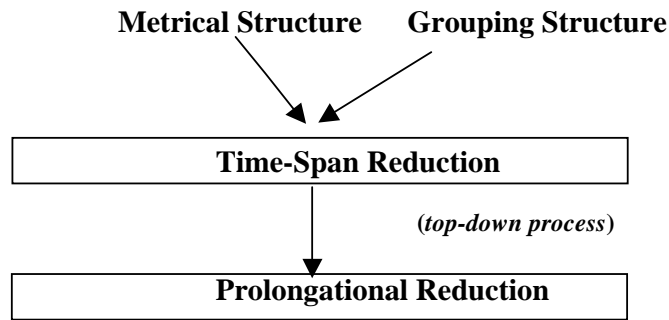 Metrical Structure Grouping Structure
Time-Span Reduction
(top-down process)
Prolongational Reduction